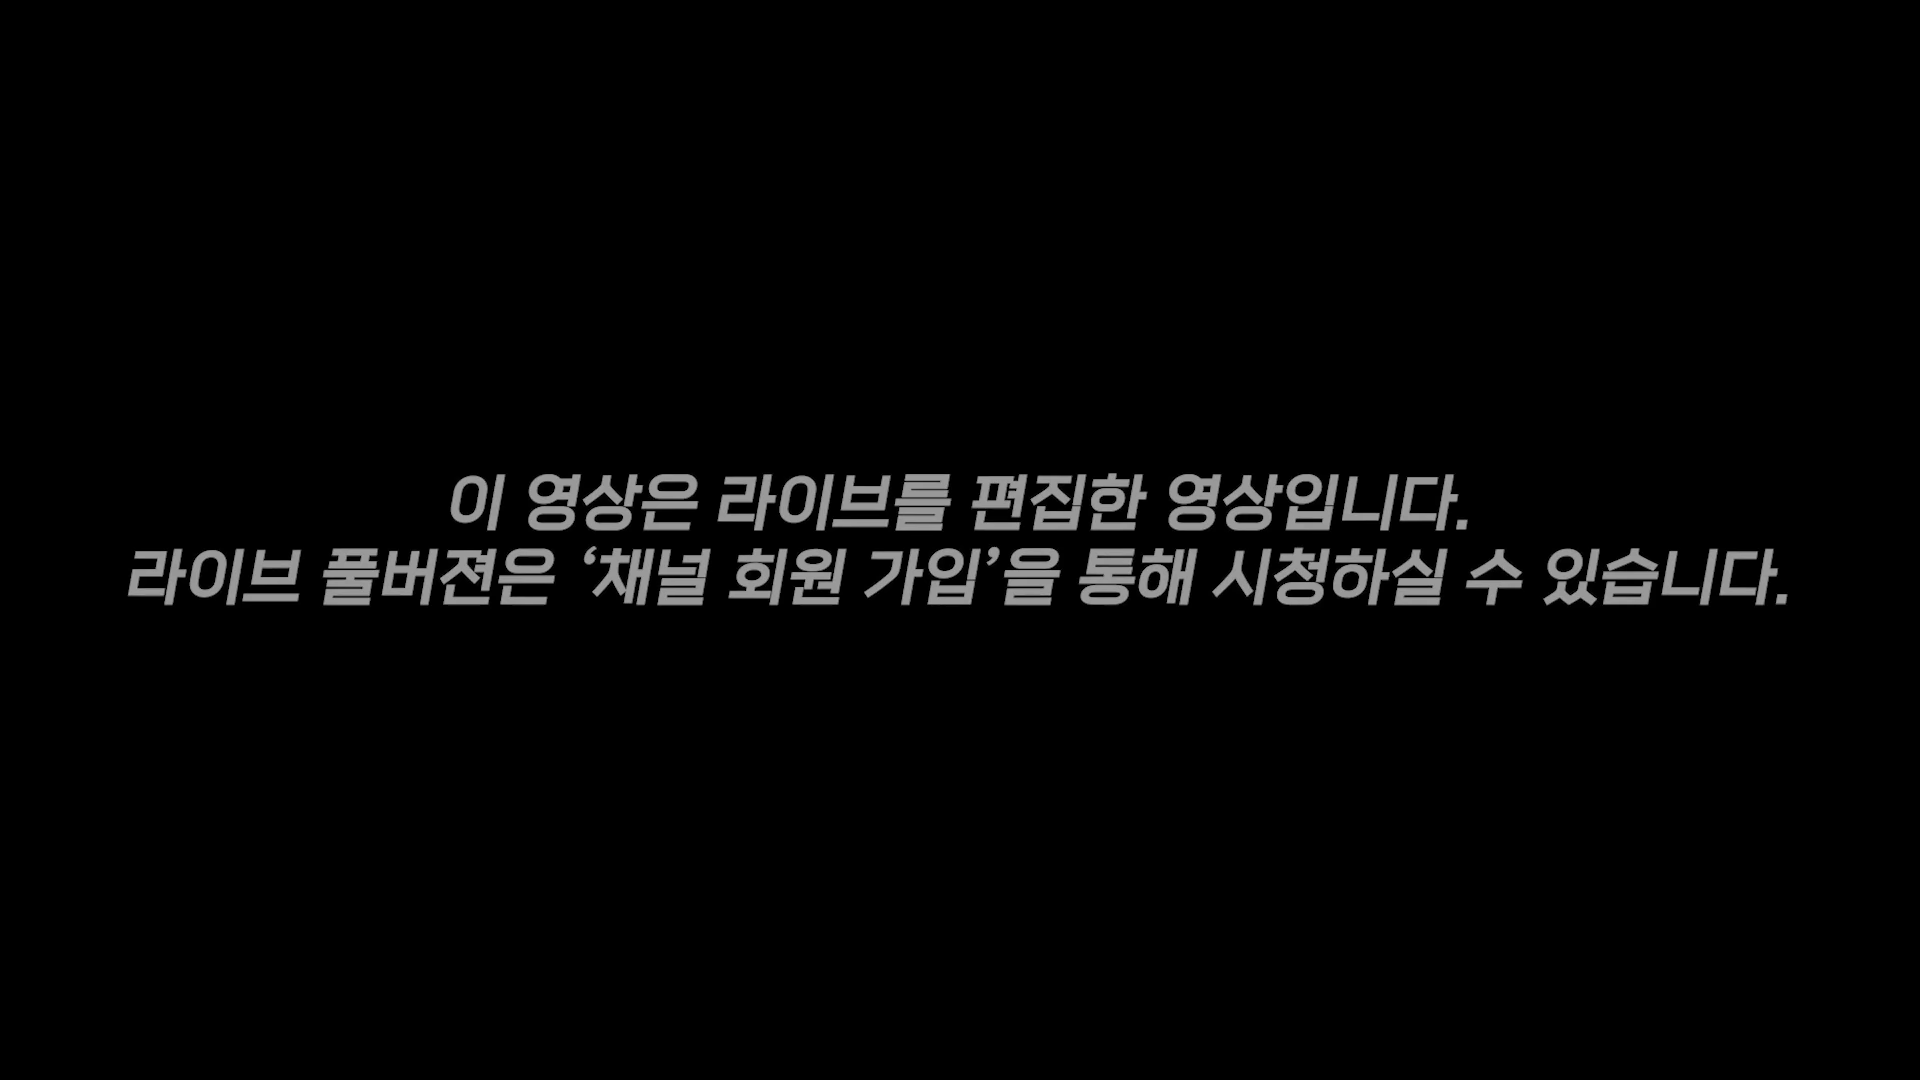 이 영상은 라이브를 편집한 영상입니다.
라이브 풀버젼은 ‘채널 회원 가입’을 통해 시청하실 수 있습니다.